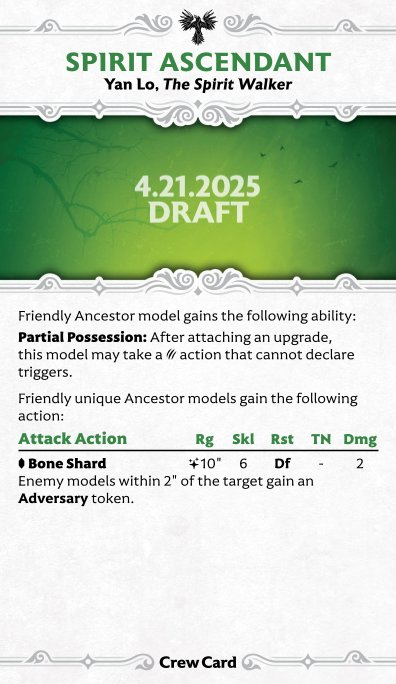 SPIRIT ASCENDANT
Yan Lo, The Spirit Walker
4.21.2025
DRAFT
Friendly Ancestor model gains the following ability:
Partial Possession: After attaching an upgrade,
this model may take a action that cannot declare
triggers.
Friendly unique Ancestor models gain the following
action:
Attack Action Rg Skl Rst TN Dmg
Bone Shard 10" 6 Df - 2
Enemy models within 2" of the target gain an
Adversary token.
Crew Card